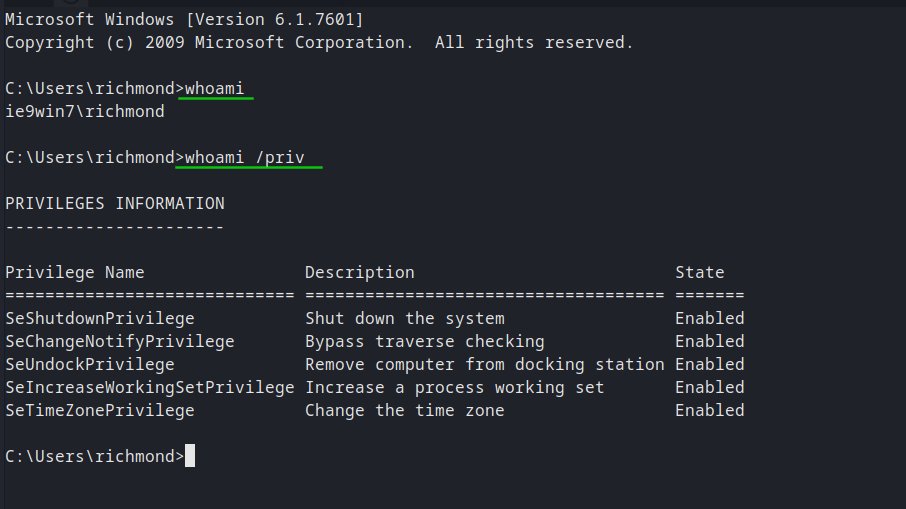 Microsoft Windows [Version 6.1.7601]
Copyright (c) 2009 Microsoft Corporation.  All rights reserved.
C:\Users\richmond>whoami
ie9win7\richmond
C:\Users\richmond>whoami /priv
PRIVILEGES INFORMATION
----------------------
Privilege Name                Description                          State
============================= ==================================== =======
SeShutdownPrivilege           Shut down the system                 Enabled
SeChangeNotifyPrivilege       Bypass traverse checking             Enabled
SeUndockPrivilege             Remove computer from docking station Enabled
SeIncreaseWorkingSetPrivilege Increase a process working set       Enabled
SeTimeZonePrivilege           Change the time zone                 Enabled
C:\Users\richmond>